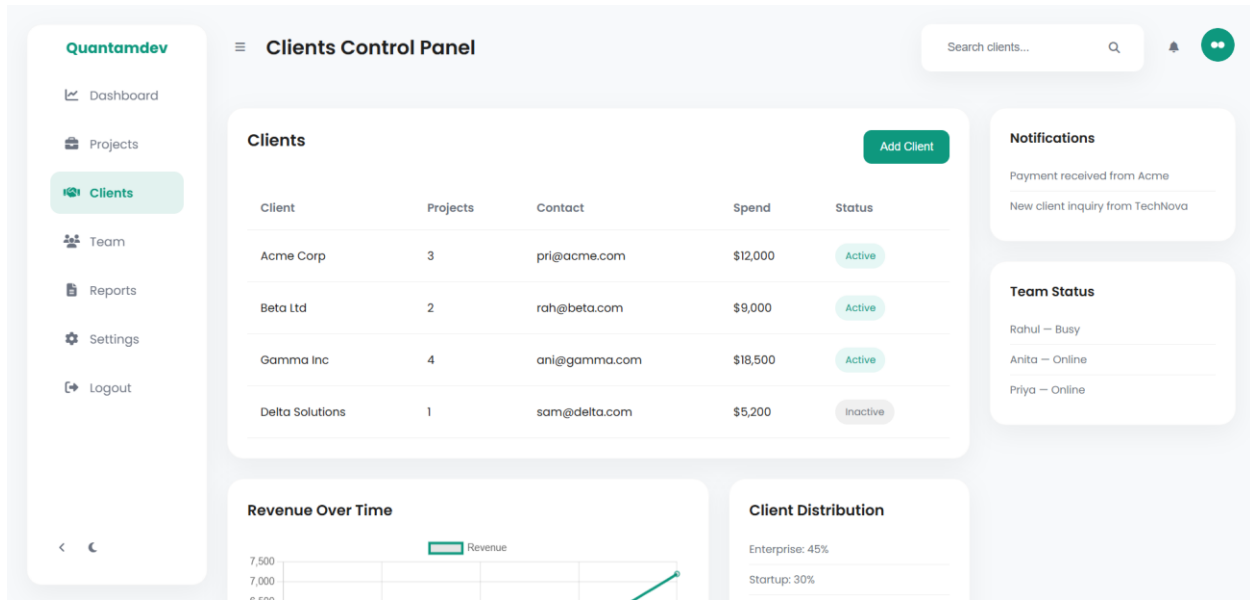 Quantamdev
Dashboard
Projects
Clients
Team
Reports
Settings
Logout
Clients Control Panel
Search clients...
Clients
Add Client
Client Projects Contact Spend Status
Acme Corp 3 pri@acme.com $12,000 Active
Beta Ltd 2 rah@beta.com $9,000 Active
Gamma Inc 4 ani@gamma.com $18,500 Active
Delta Solutions 1 sam@delta.com $5,200 Inactive
Notifications
Payment received from Acme
New client inquiry from TechNova
Team Status
Rahul — Busy
Anita — Online
Priya — Online
Revenue Over Time
Revenue
7,500
7,000
Client Distribution
Enterprise: 45%
Startup: 30%